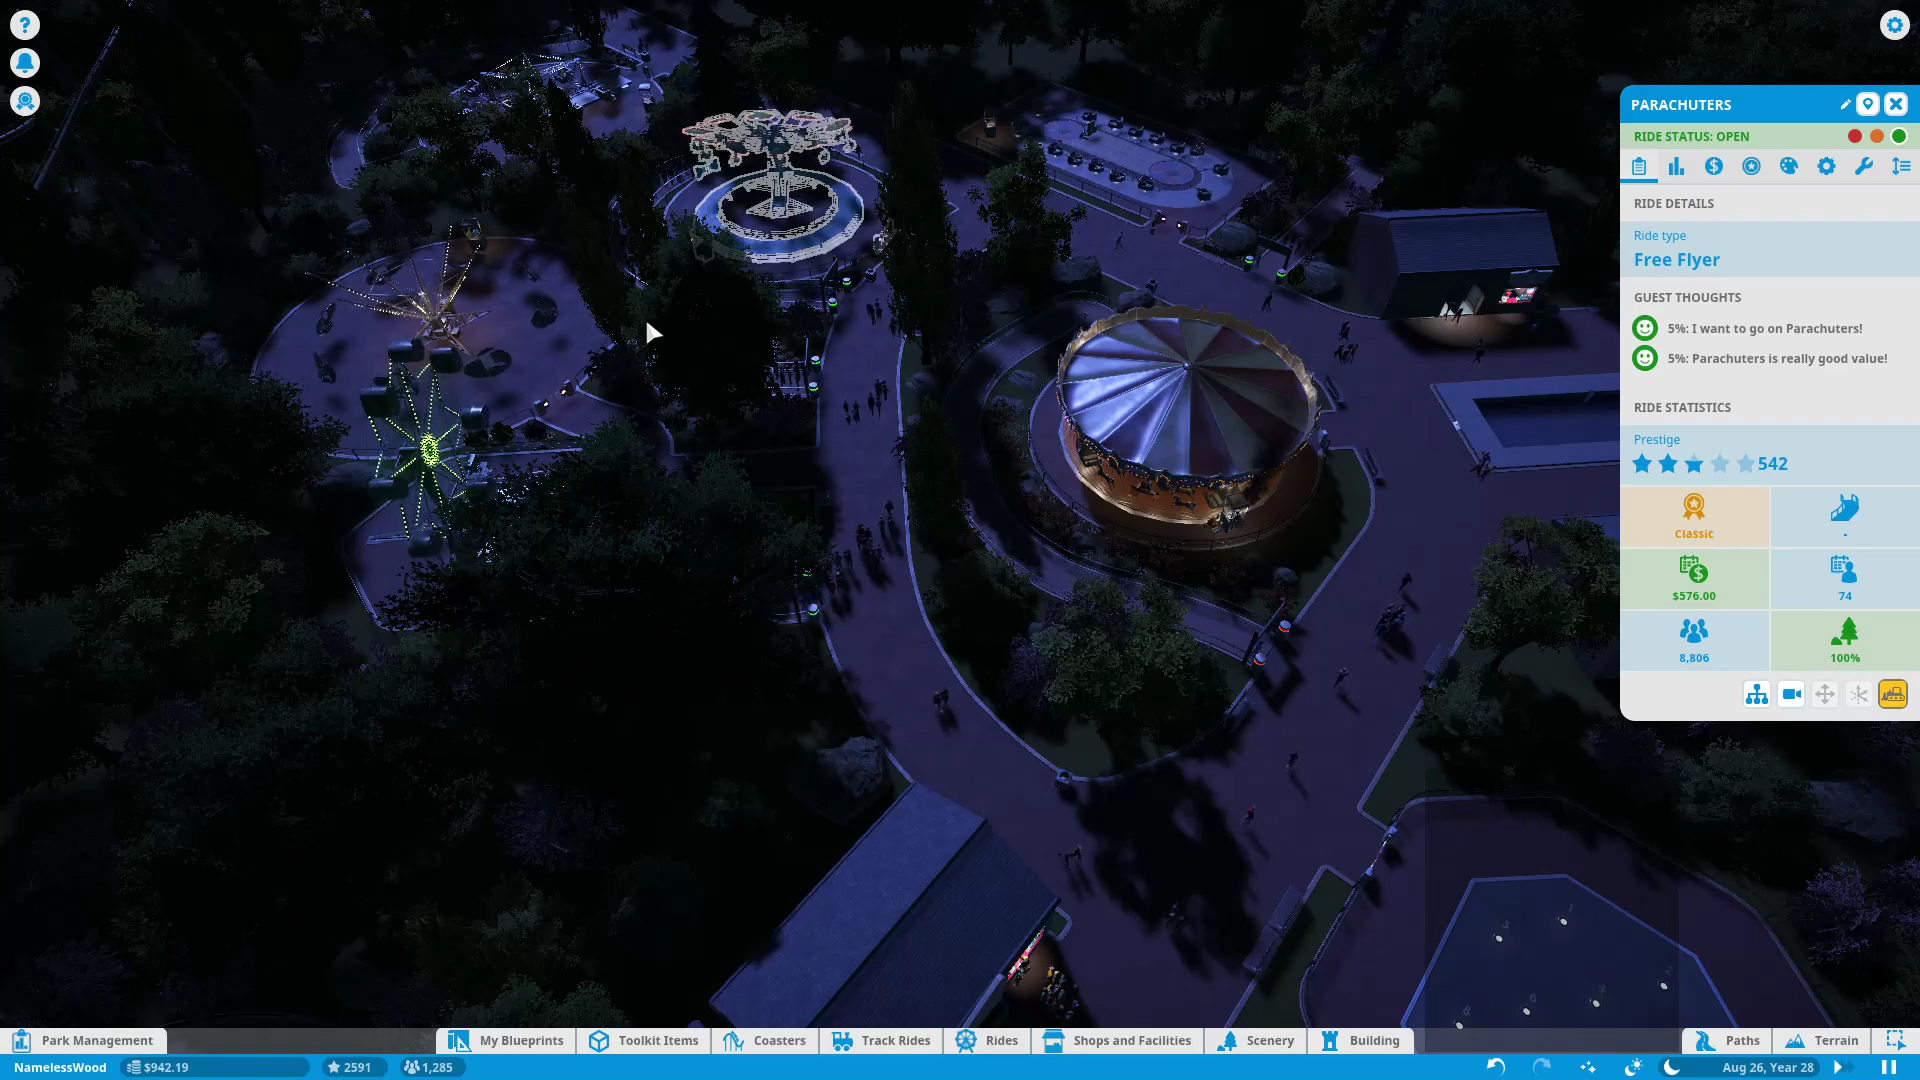 ?
PARACHUTERS
RIDE STATUS: OPEN
RIDE DETAILS
Ride type
Free Flyer
GUEST THOUGHTS
5%: I want to go on Parachuters!
5%: Parachuters is really good value!
RIDE STATISTICS
Prestige
542
Classic
-
$576.00
74
8,806
100%
Park Management
My Blueprints
Toolkit Items
Coasters
Track Rides
Rides
Shops and Facilities
Scenery
Building
Paths
Terrain
NamelessWood
$942.19
2591
1,285
Aug 26, Year 28